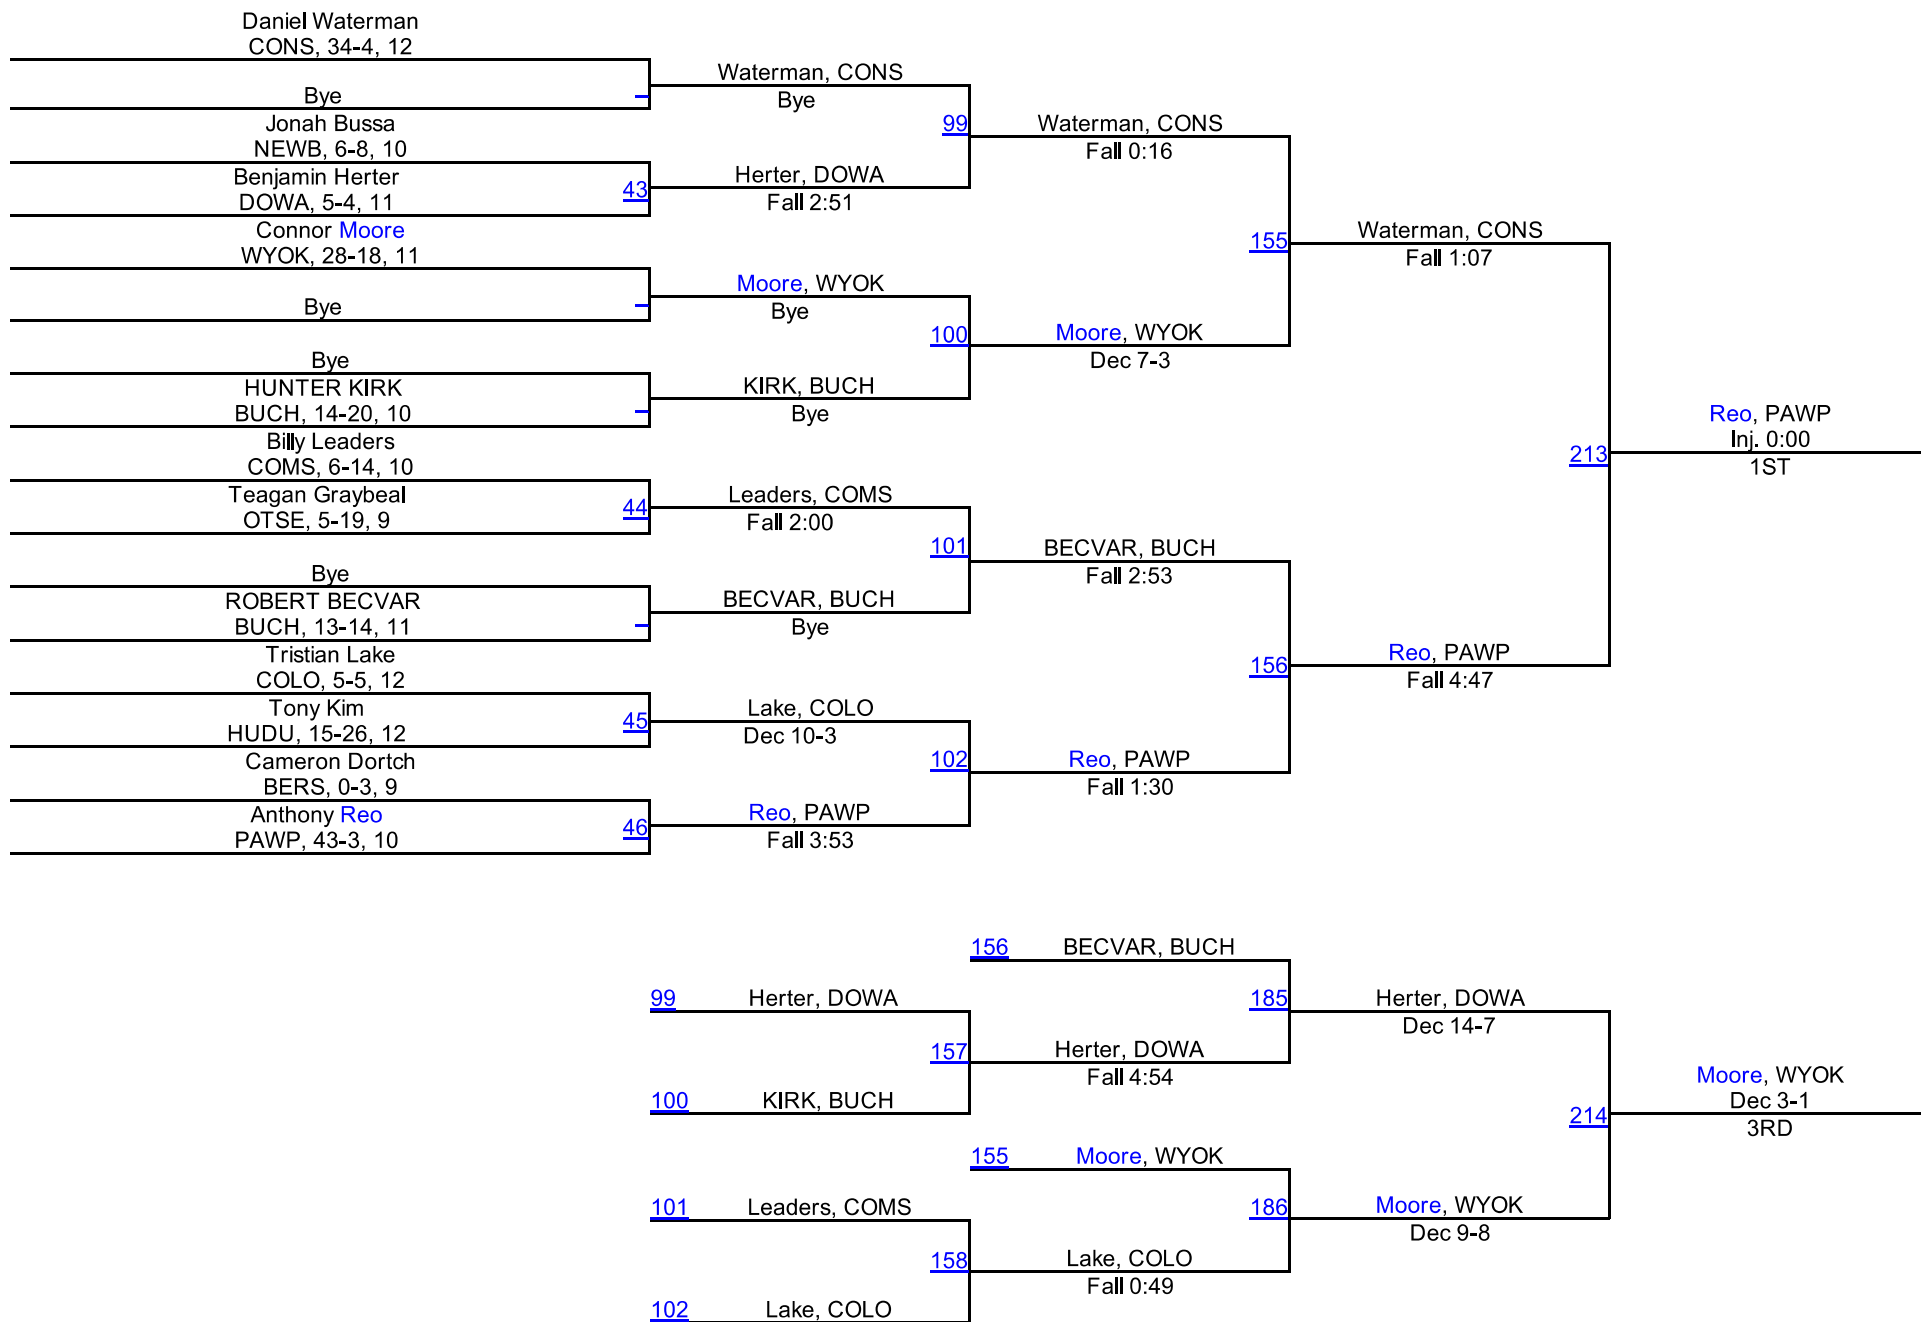 Daniel Waterman
CONS, 34-4, 12
Bye
Jonah Bussa
NEWB, 6-8, 10
Benjamin Herter
DOWA, 5-4, 11
43
Connor Moore
WYOK, 28-18, 11
Bye
Bye
HUNTER KIRK
BUCH, 14-20, 10
Billy Leaders
COMS, 6-14, 10
Teagan Graybeal
OTSE, 5-19, 9
44
Bye
ROBERT BECVAR
BUCH, 13-14, 11
Tristian Lake
COLO, 5-5, 12
Tony Kim
HUDU, 15-26, 12
45
Cameron Dortch
BERS, 0-3, 9
Anthony Reo
PAWP, 43-3, 10
46
Waterman, CONS
Bye
99
Herter, DOWA
Fall 2:51
Moore, WYOK
Bye
100
KIRK, BUCH
Bye
Leaders, COMS
Fall 2:00
101
BECVAR, BUCH
Bye
Lake, COLO
Dec 10-3
102
Reo, PAWP
Fall 3:53
Waterman, CONS
Fall 0:16
155
Moore, WYOK
Dec 7-3
BECVAR, BUCH
Fall 2:53
156
Reo, PAWP
Fall 1:30
Waterman, CONS
Fall 1:07
213
Reo, PAWP
Fall 4:47
Reo, PAWP
Inj. 0:00
1ST
99 Herter, DOWA
157
100 KIRK, BUCH
101 Leaders, COMS
158
102 Lake, COLO
156 BECVAR, BUCH
185
Herter, DOWA
Fall 4:54
155 Moore, WYOK
186
Lake, COLO
Fall 0:49
Herter, DOWA
Dec 14-7
214
Moore, WYOK
Dec 9-8
Moore, WYOK
Dec 3-1
3RD